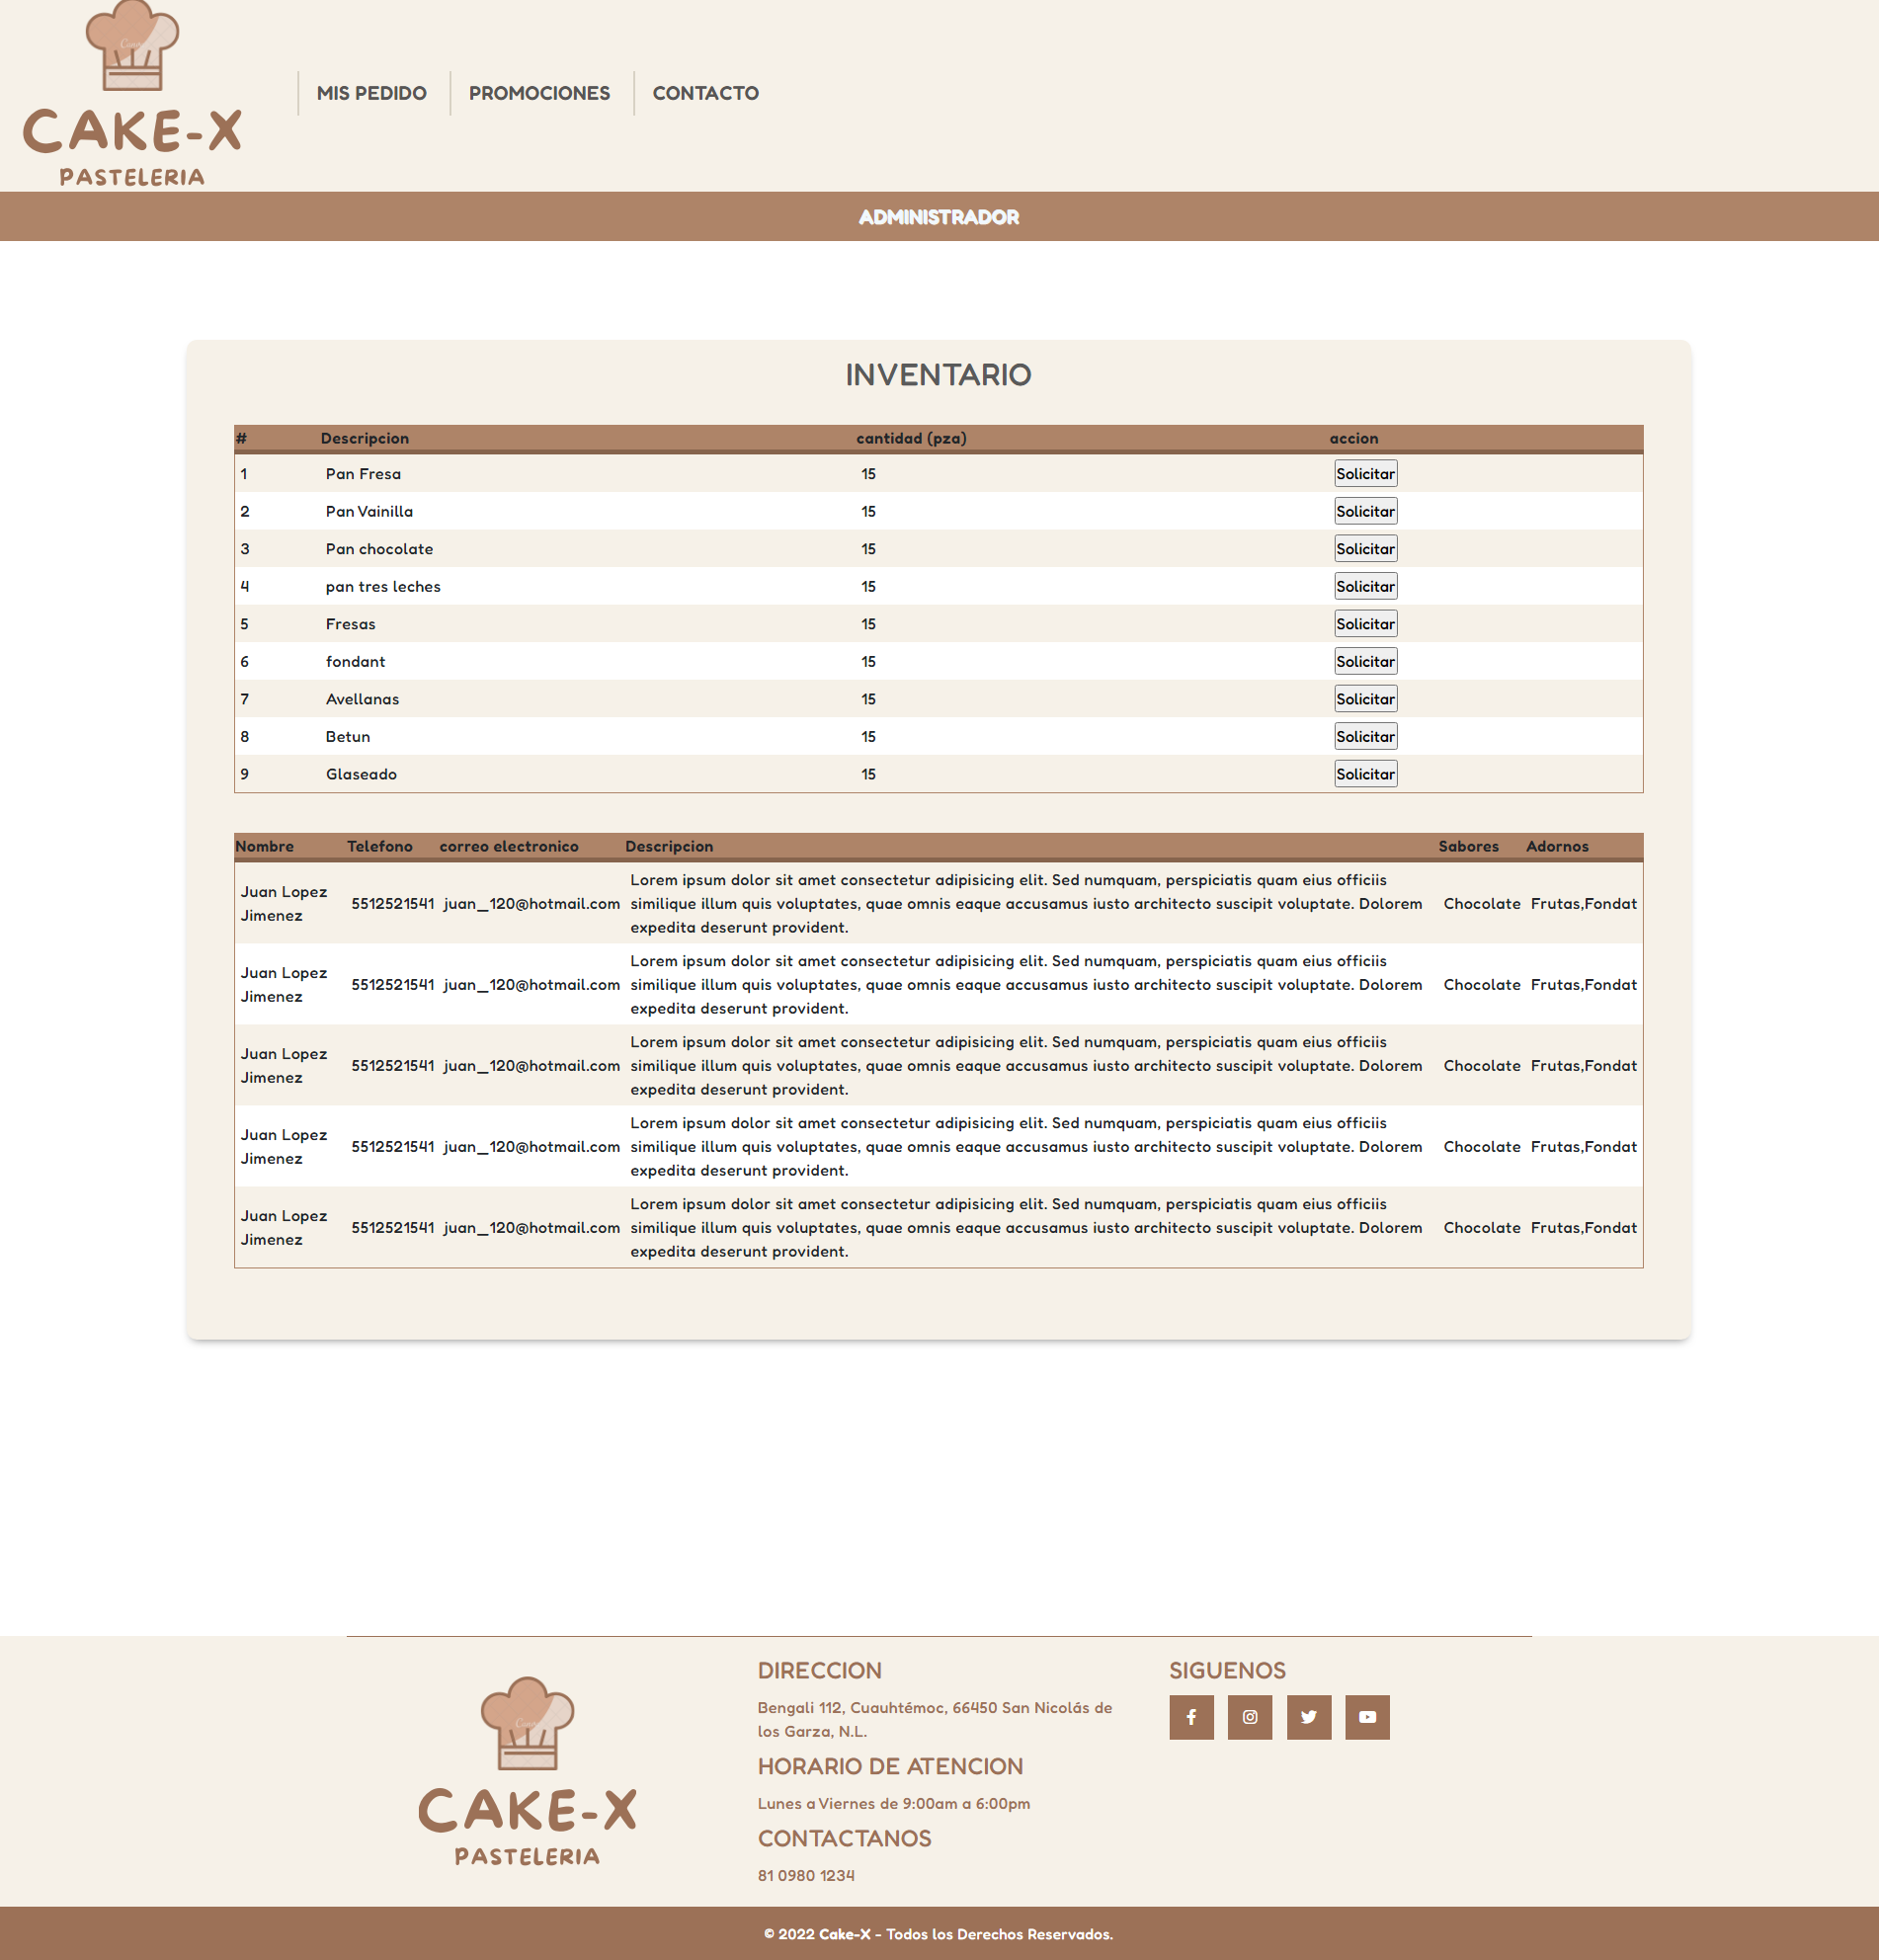 CAKE-X
PASTELERIA
MIS PEDIDO PROMOCIONES CONTACTO
ADMINISTRADOR
INVENTARIO
# Descripcion cantidad (pza) accion
1 Pan Fresa 15 Solicitar
2 Pan Vainilla 15 Solicitar
3 Pan chocolate 15 Solicitar
4 pan tres leches 15 Solicitar
5 Fresas 15 Solicitar
6 fondant 15 Solicitar
7 Avellanas 15 Solicitar
8 Betun 15 Solicitar
9 Glaseado 15 Solicitar
Nombre Telefono correo electronico Descripcion Sabores Adornos
Juan Lopez
Jimenez
5512521541 juan_120@hotmail.com
Lorem ipsum dolor sit amet consectetur adipisicing elit. Sed numquam, perspiciatis quam eius officiis
similique illum quis voluptates, quae omnis eaque accusamus iusto architecto suscipit voluptate. Dolorem
expedita deserunt provident.
Chocolate Frutas,Fondat
Juan Lopez
Jimenez
5512521541 juan_120@hotmail.com
Lorem ipsum dolor sit amet consectetur adipisicing elit. Sed numquam, perspiciatis quam eius officiis
similique illum quis voluptates, quae omnis eaque accusamus iusto architecto suscipit voluptate. Dolorem
expedita deserunt provident.
Chocolate Frutas,Fondat
Juan Lopez
Jimenez
5512521541 juan_120@hotmail.com
Lorem ipsum dolor sit amet consectetur adipisicing elit. Sed numquam, perspiciatis quam eius officiis
similique illum quis voluptates, quae omnis eaque accusamus iusto architecto suscipit voluptate. Dolorem
expedita deserunt provident.
Chocolate Frutas,Fondat
Juan Lopez
Jimenez
5512521541 juan_120@hotmail.com
Lorem ipsum dolor sit amet consectetur adipisicing elit. Sed numquam, perspiciatis quam eius officiis
similique illum quis voluptates, quae omnis eaque accusamus iusto architecto suscipit voluptate. Dolorem
expedita deserunt provident.
Chocolate Frutas,Fondat
Juan Lopez
Jimenez
5512521541 juan_120@hotmail.com
Lorem ipsum dolor sit amet consectetur adipisicing elit. Sed numquam, perspiciatis quam eius officiis
similique illum quis voluptates, quae omnis eaque accusamus iusto architecto suscipit voluptate. Dolorem
expedita deserunt provident.
Chocolate Frutas,Fondat
CAKE-X
PASTELERIA
DIRECCION
Bengali 112, Cuauhtémoc, 66450 San Nicolás de
los Garza, N.L.
HORARIO DE ATENCION
Lunes a Viernes de 9:00am a 6:00pm
CONTACTANOS
81 0980 1234
SIGUENOS
© 2022 Cake-X - Todos los Derechos Reservados.